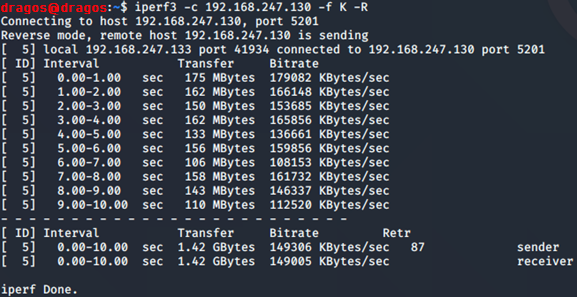 dragos@dragos:~$ iperf3 -c 192.168.247.130 -f K -R
Connecting to host 192.168.247.130, port 5201
Reverse mode, remote host 192.168.247.130 is sending
[  5] local 192.168.247.133 port 41934 connected to 192.168.247.130 port 5201
[ ID] Interval           Transfer     Bitrate
[  5]   0.00-1.00   sec   175 MBytes  179082 KBytes/sec
[  5]   1.00-2.00   sec   162 MBytes  166148 KBytes/sec
[  5]   2.00-3.00   sec   150 MBytes  153685 KBytes/sec
[  5]   3.00-4.00   sec   162 MBytes  165856 KBytes/sec
[  5]   4.00-5.00   sec   133 MBytes  136661 KBytes/sec
[  5]   5.00-6.00   sec   156 MBytes  159856 KBytes/sec
[  5]   6.00-7.00   sec   106 MBytes  108153 KBytes/sec
[  5]   7.00-8.00   sec   158 MBytes  161732 KBytes/sec
[  5]   8.00-9.00   sec   143 MBytes  146337 KBytes/sec
[  5]   9.00-10.00  sec   110 MBytes  112520 KBytes/sec
- - - - - - - - - - - - - - - - - - - - - - - - -
[ ID] Interval           Transfer     Bitrate         Retr
[  5]   0.00-10.00  sec  1.42 GBytes  149306 KBytes/sec   87             sender
[  5]   0.00-10.00  sec  1.42 GBytes  149005 KBytes/sec                  receiver
iperf Done.